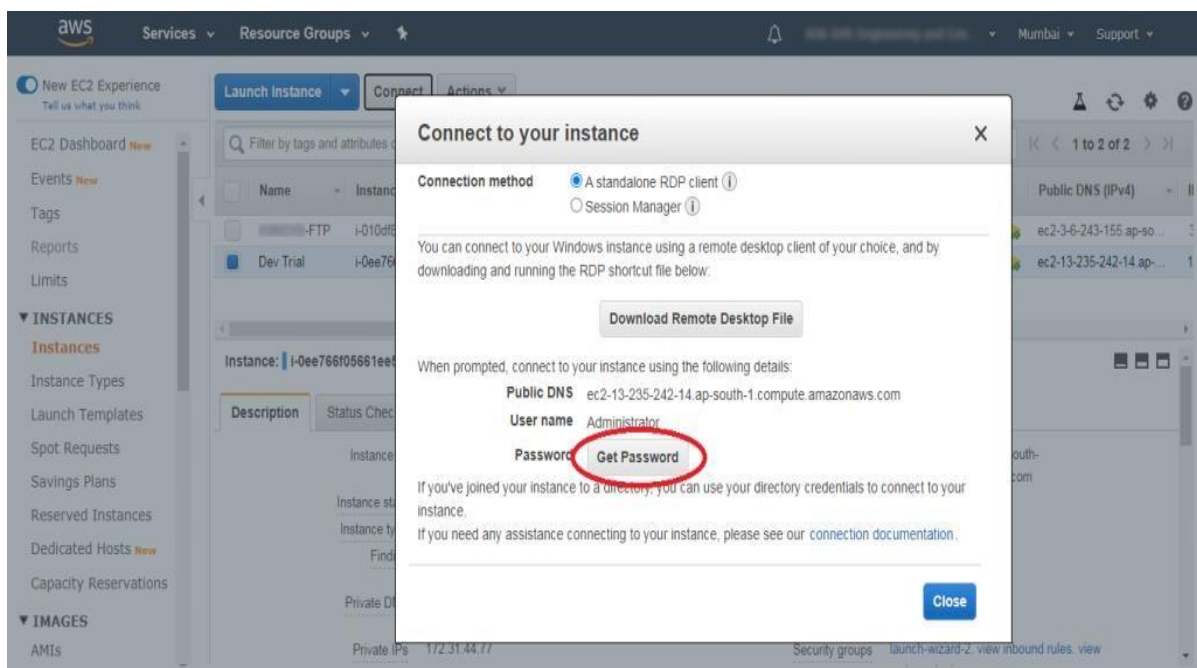 aws
Services
Resource Groups
Mumbai
Support
New EC2 Experience
Tell us what you think
EC2 Dashboard New
Events New
Tags
Reports
Limits
INSTANCES
Instances
Instance Types
Launch Templates
Spot Requests
Savings Plans
Reserved Instances
Dedicated Hosts New
Capacity Reservations
IMAGES
AMIs
Launch Instance
Connect
Actions
Filter by tags and attributes
1 to 2 of 2
Name
Instanc
Public DNS (IPv4)
-FTP
i-010df
ec2-3-6-243-155.ap-so...
Dev Trial
i-0ee76
ec2-13-235-242-14.ap-...
Instance: i-0ee766f05661ee
Description
Status Chec
Instance
Instance sta
Instance ty
Findi
Private D
Private IPs 172.31.44.77
Security groups launch-wizard-2. view inbound rules. view
outh-
com
Connect to your instance
X
Connection method
A standalone RDP client
Session Manager
You can connect to your Windows instance using a remote desktop client of your choice, and by
downloading and running the RDP shortcut file below:
Download Remote Desktop File
When prompted, connect to your instance using the following details:
Public DNS ec2-13-235-242-14.ap-south-1.compute.amazonaws.com
User name Administrator
Password Get Password
If you've joined your instance to a directory, you can use your directory credentials to connect to your
instance.
If you need any assistance connecting to your instance, please see our connection documentation.
Close